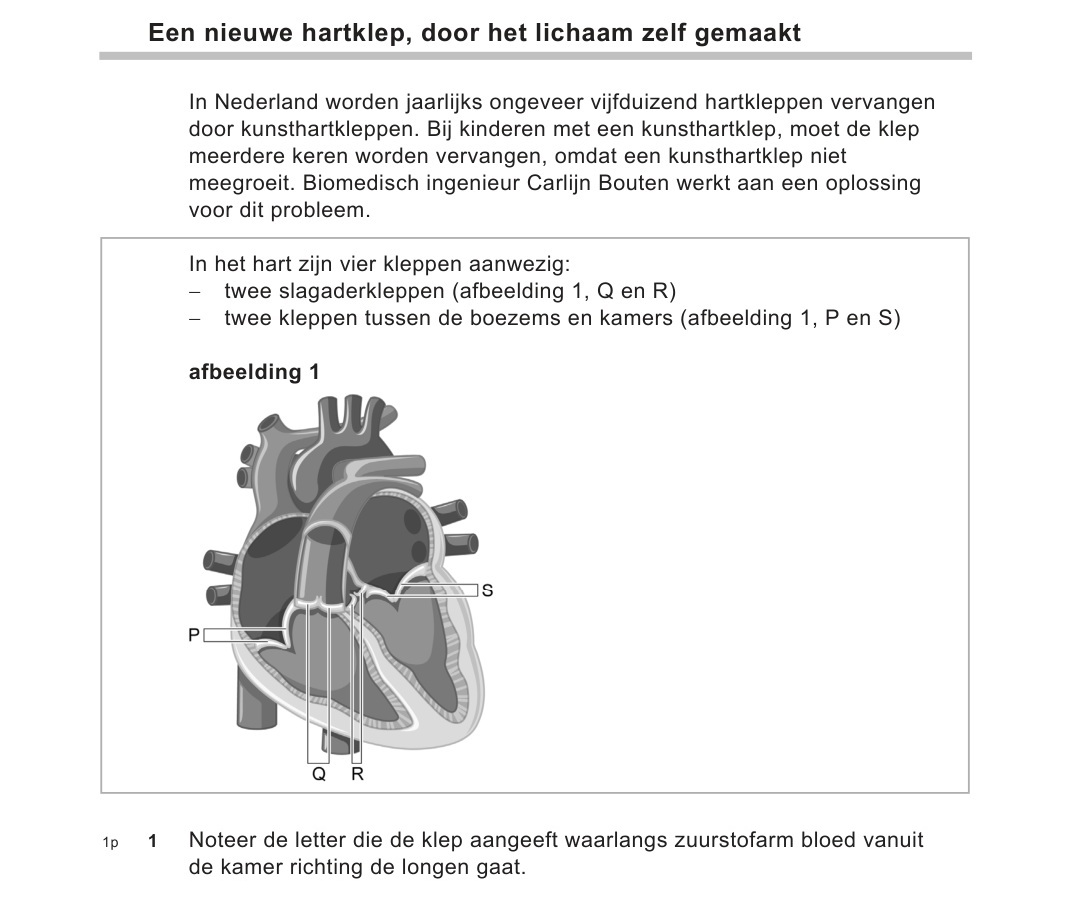 Een nieuwe hartklep, door het lichaam zelf gemaakt
In Nederland worden jaarlijks ongeveer vijfduizend hartkleppen vervangen
door kunsthartkleppen. Bij kinderen met een kunsthartklep, moet de klep
meerdere keren worden vervangen, omdat een kunsthartklep niet
meegroeit. Biomedisch ingenieur Carlijn Bouten werkt aan een oplossing
voor dit probleem.
In het hart zijn vier kleppen aanwezig:
– twee slagaderkleppen (afbeelding 1, Q en R)
– twee kleppen tussen de boezems en kamers (afbeelding 1, P en S)
afbeelding 1
S
P
Q R
1p 1 Noteer de letter die de klep aangeeft waarlangs zuurstofarm bloed vanuit
de kamer richting de longen gaat.